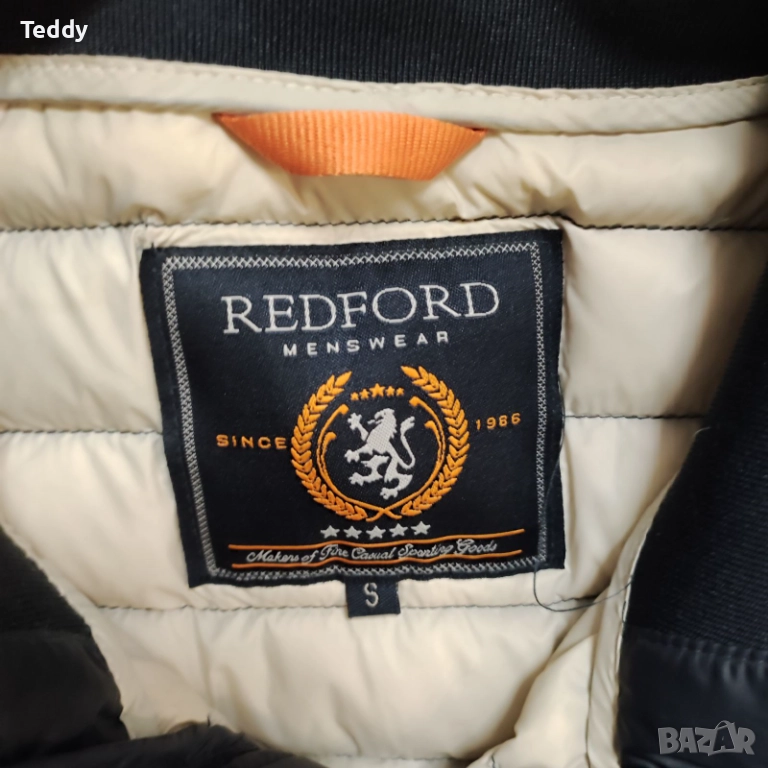 Teddy
REDFORD
MENSWEAR
SINCE 1986
Makers of Fine Casual Sporting Goods
S
BAZAR